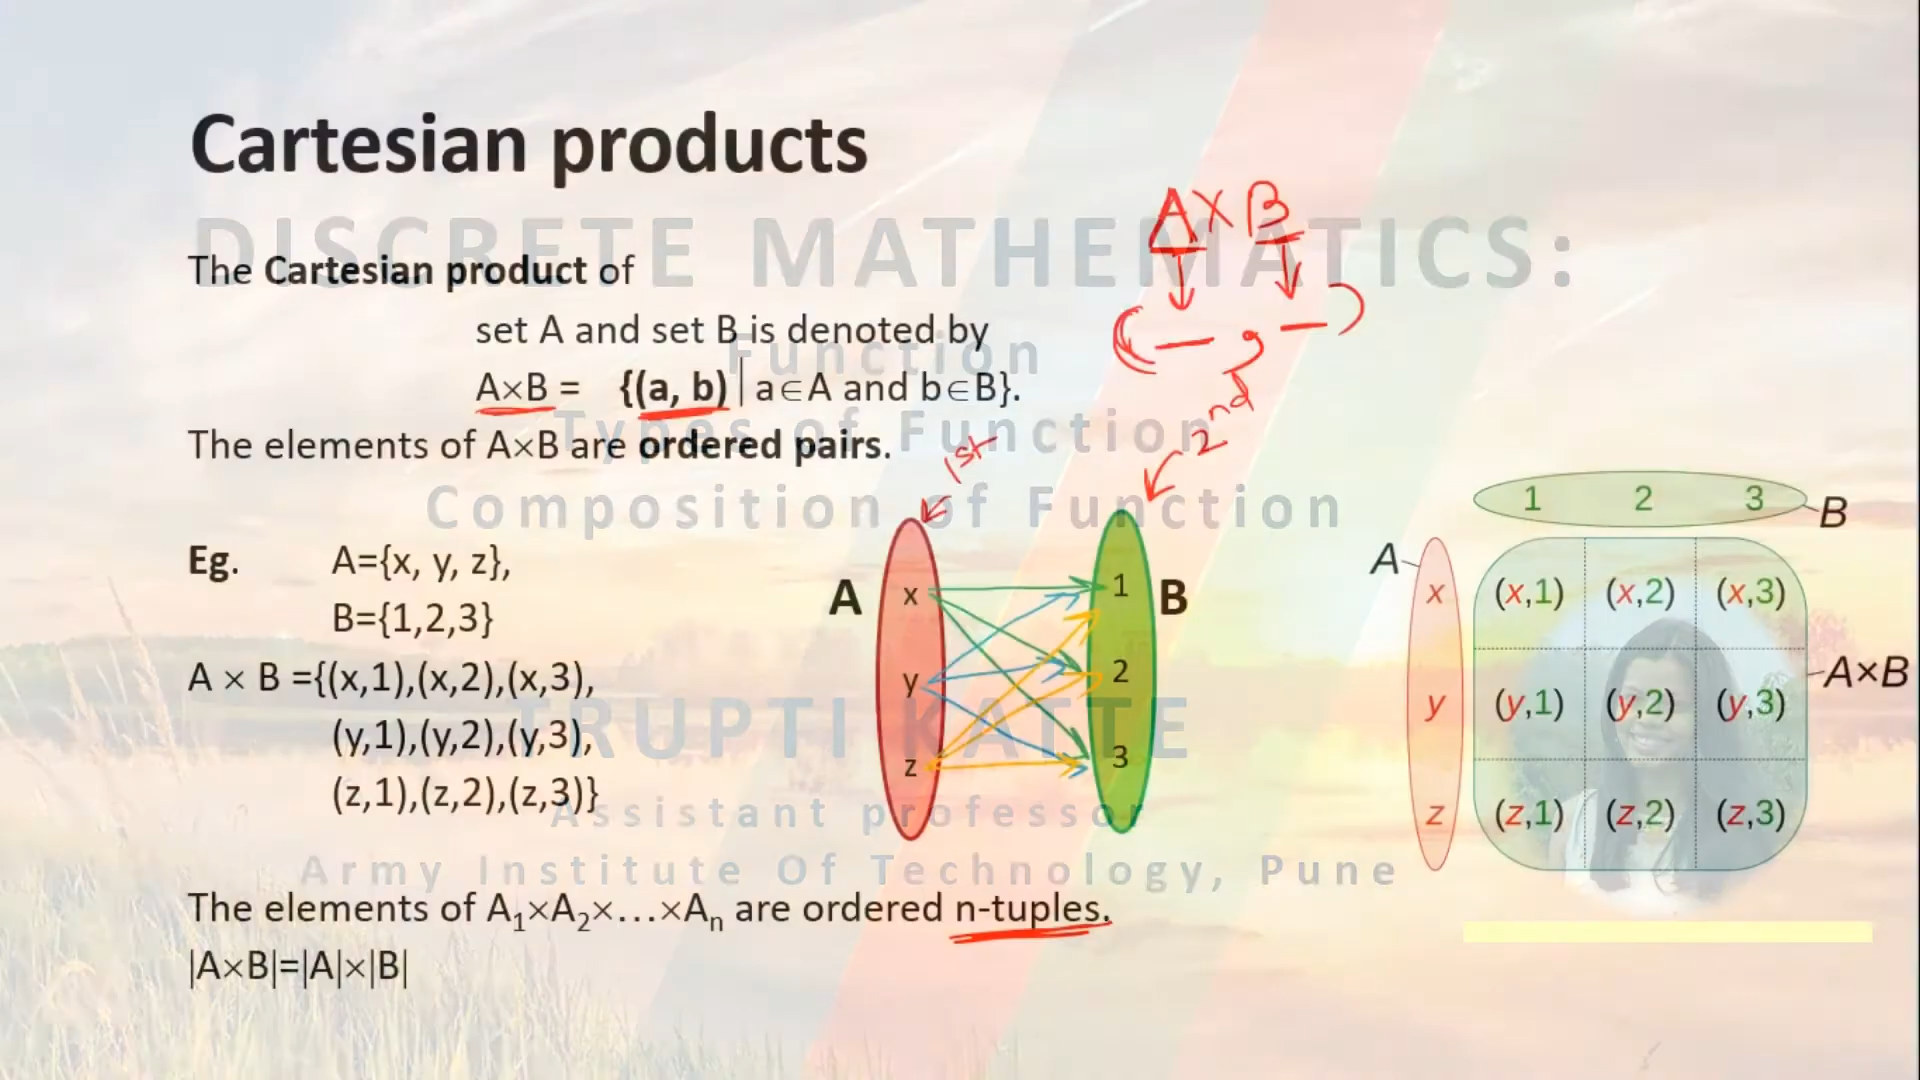 Cartesian products
DISCRETE MATHEMATICS:
The Cartesian product of
set A and set B is denoted by
Function
A×B = {(a, b) | a∈A and b∈B}.
Types of Function
The elements of A×B are ordered pairs.
Composition of Function
A X B
( _ , _ )
1st
2nd
Eg. A={x, y, z},
B={1,2,3}
A × B ={(x,1),(x,2),(x,3),
(y,1),(y,2),(y,3),
(z,1),(z,2),(z,3)}
A
x
y
z
1
2
3
B
1 2 3 B
A
x (x,1) (x,2) (x,3)
y (y,1) (y,2) (y,3)
z (z,1) (z,2) (z,3)
A×B
TRUPTI KATTE
Assistant professor
Army Institute Of Technology, Pune
The elements of A₁×A₂×...×Aₙ are ordered n-tuples.
|A×B|=|A|×|B|